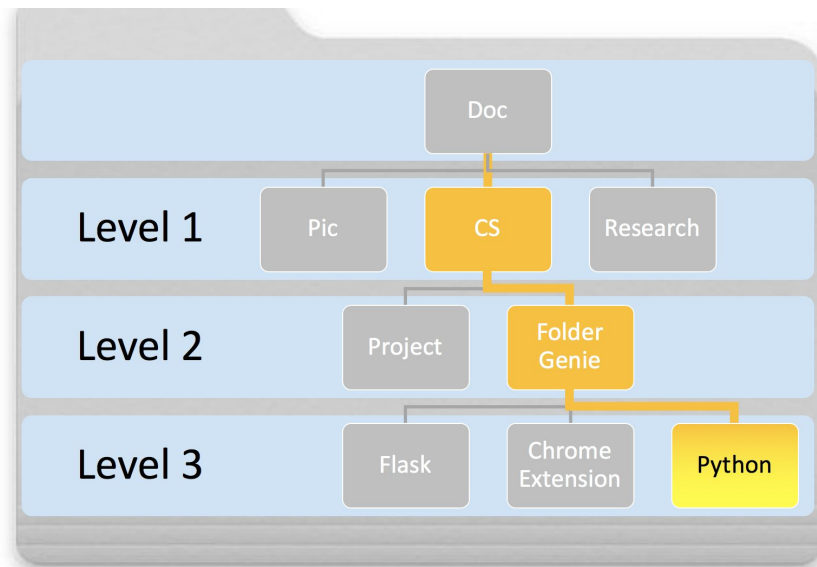 Doc
Level 1
Pic
CS
Research
Level 2
Project
Folder
Genie
Level 3
Flask
Chrome
Extension
Python